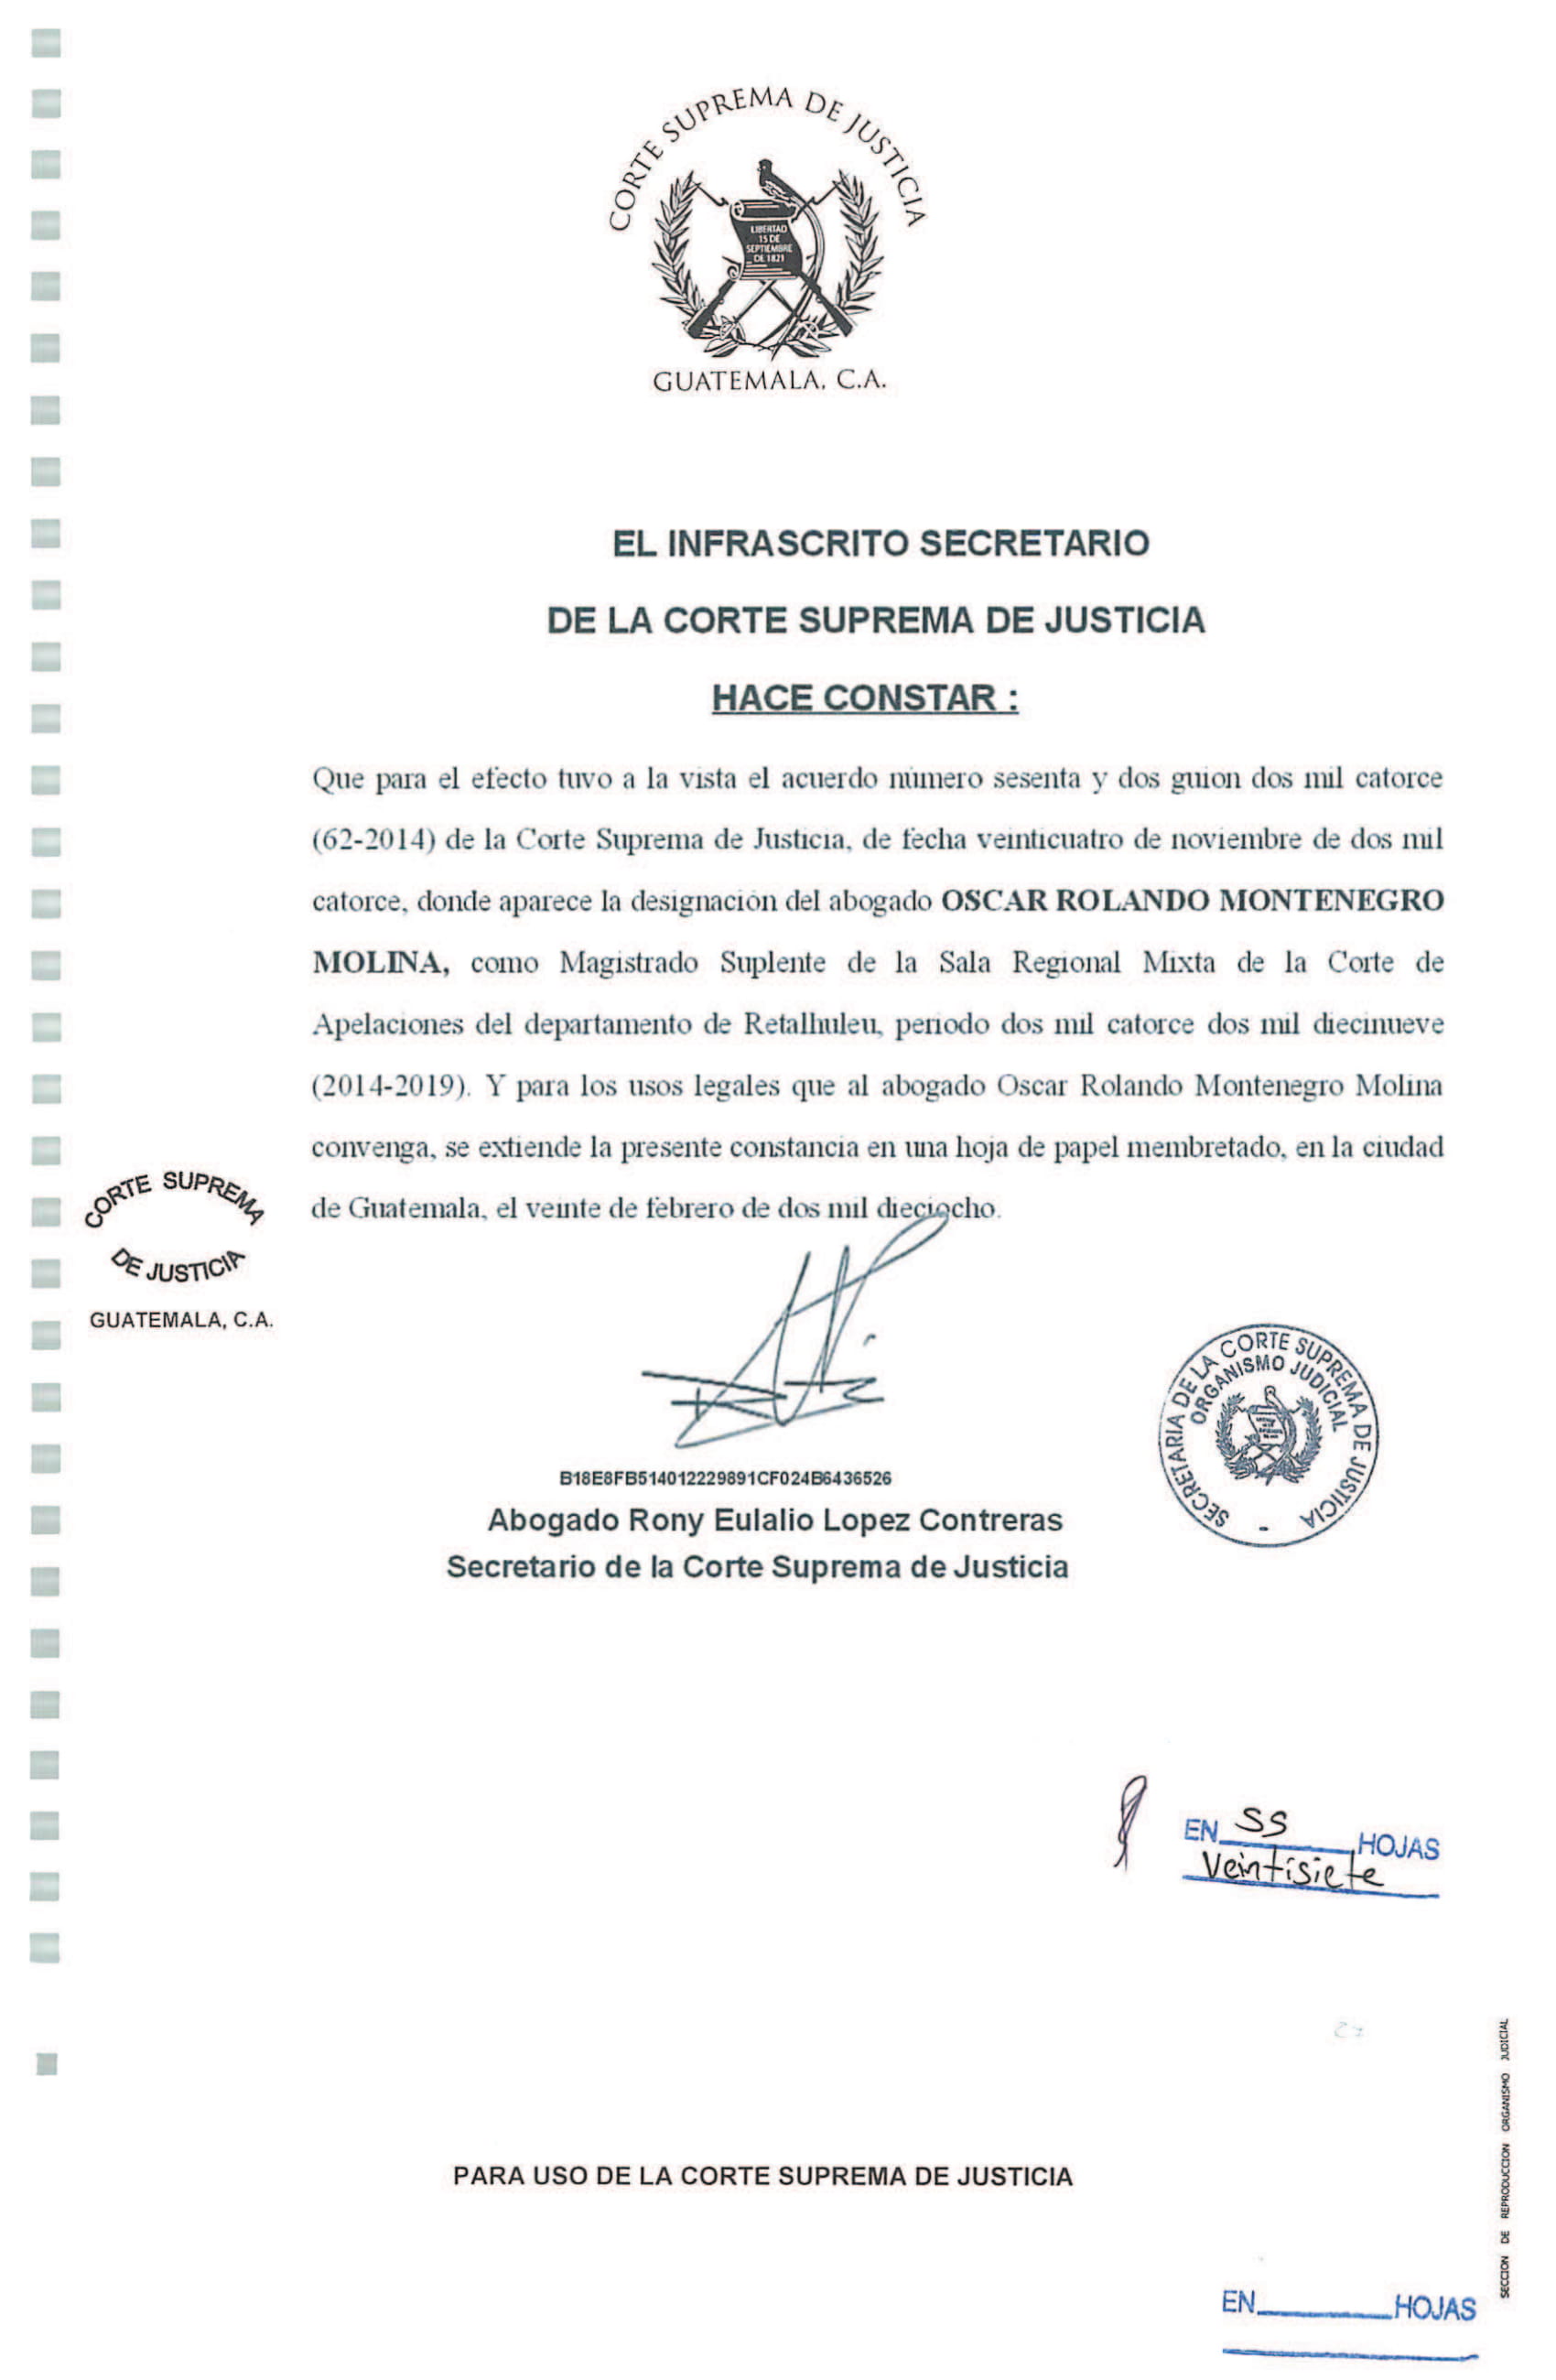 CORTE SUPREMA DE JUSTICIA
LIBERTAD
15 DE
SEPTIEMBRE
DE 1821
GUATEMALA, C.A.
EL INFRASCRITO SECRETARIO
DE LA CORTE SUPREMA DE JUSTICIA
HACE CONSTAR :
Que para el efecto tuvo a la vista el acuerdo número sesenta y dos guion dos mil catorce
(62-2014) de la Corte Suprema de Justicia, de fecha veinticuatro de noviembre de dos mil
catorce, donde aparece la designación del abogado OSCAR ROLANDO MONTENEGRO
MOLINA, como Magistrado Suplente de la Sala Regional Mixta de la Corte de
Apelaciones del departamento de Retalhuleu, periodo dos mil catorce dos mil diecinueve
(2014-2019). Y para los usos legales que al abogado Oscar Rolando Montenegro Molina
convenga, se extiende la presente constancia en una hoja de papel membretado, en la ciudad
de Guatemala, el veinte de febrero de dos mil dieciocho.
CORTE SUPREMA
DE JUSTICIA
GUATEMALA, C.A.
SECRETARIA DE LA CORTE SUPREMA DE JUSTICIA -
ORGANISMO JUDICIAL
B18E8FB514012229891CF024B6436526
Abogado Rony Eulalio Lopez Contreras
Secretario de la Corte Suprema de Justicia
EN SS HOJAS
Veintisiete
27
SECCION DE REPRODUCCION ORGANISMO JUDICIAL
PARA USO DE LA CORTE SUPREMA DE JUSTICIA
EN HOJAS